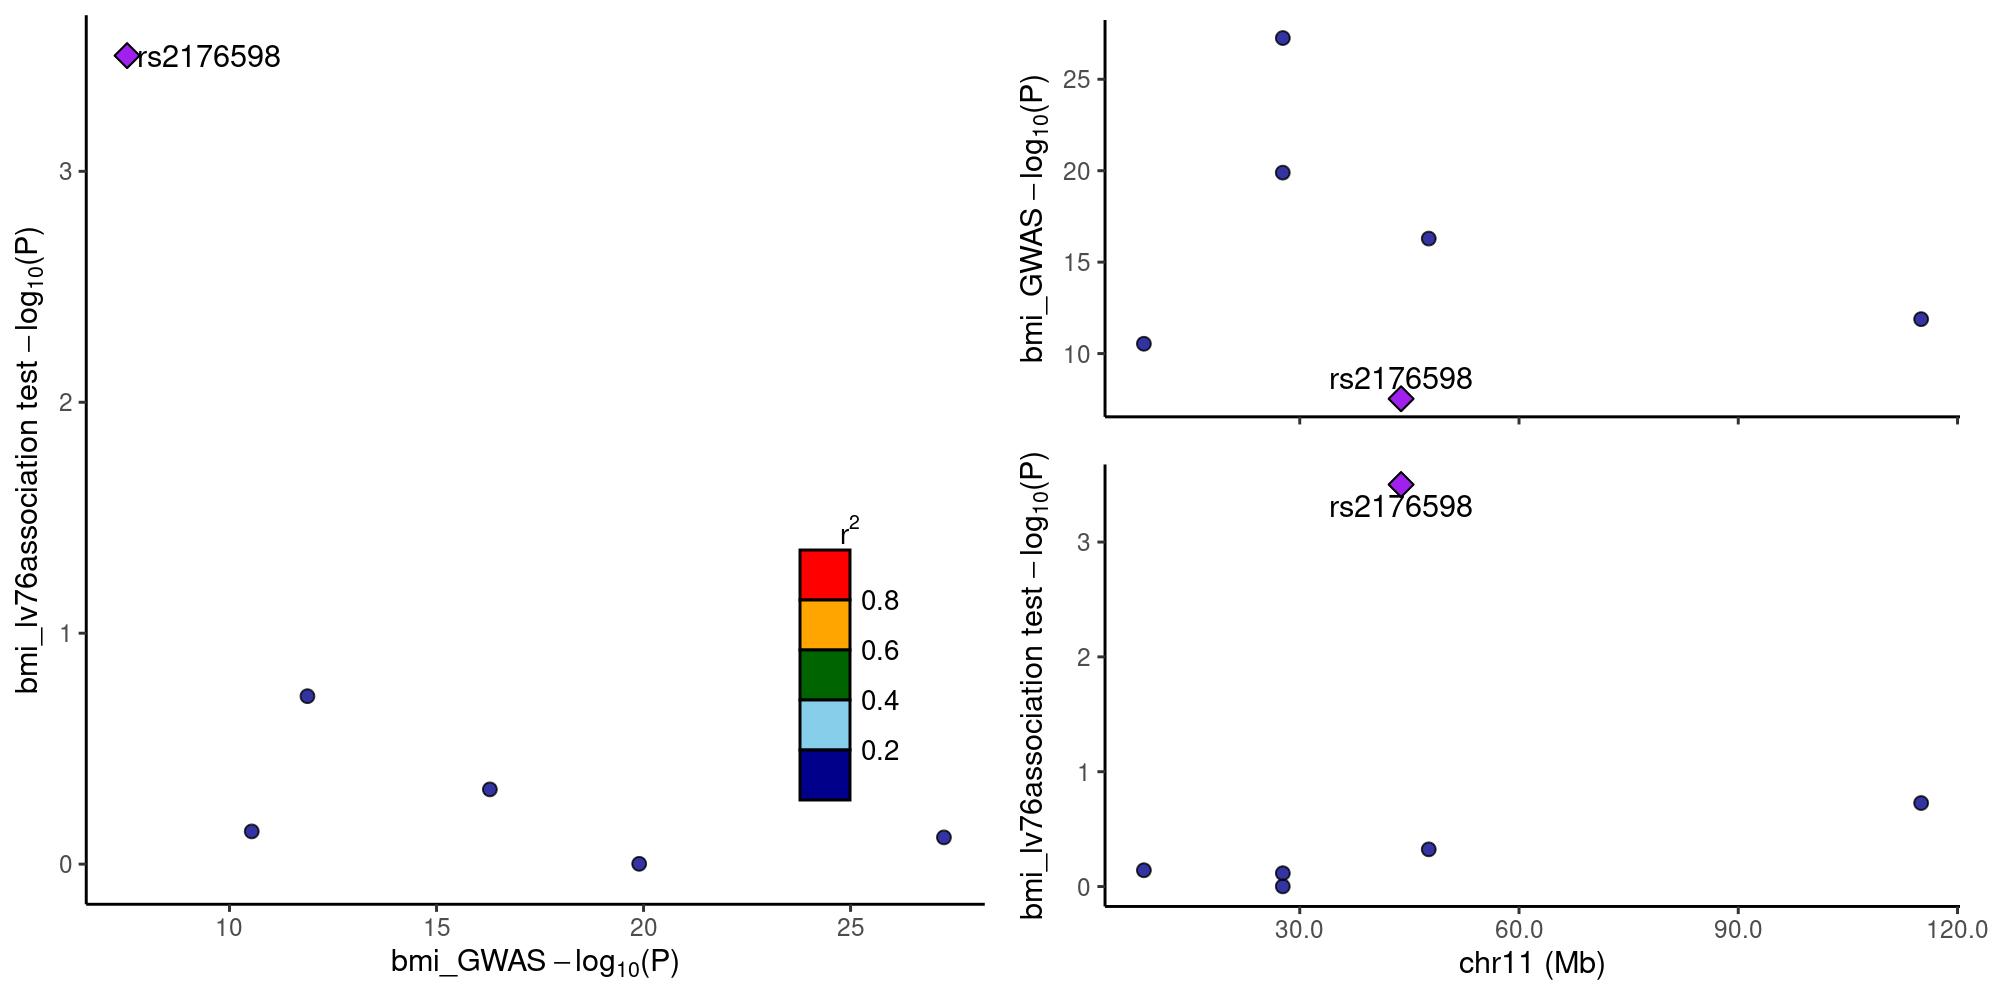 rs2176598
3
2
1
0
bmi_lv76association test −log10(P)
r2
0.8
0.6
0.4
0.2
10
15
20
25
bmi_GWAS −log10(P)
25
20
15
10
bmi_GWAS −log10(P)
rs2176598
rs2176598
3
2
1
0
bmi_lv76association test −log10(P)
30.0
60.0
90.0
120.0
chr11 (Mb)